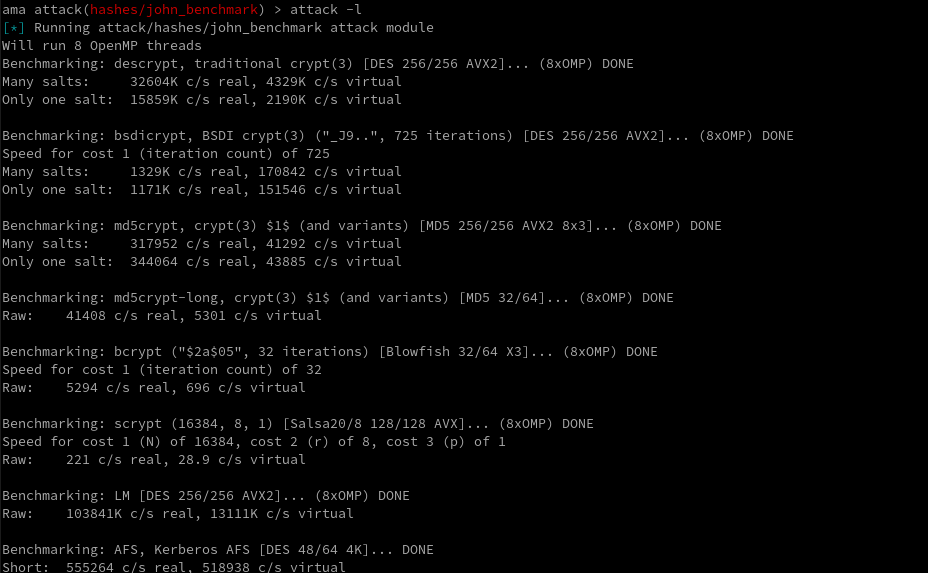 ama attack(hashes/john_benchmark) > attack -l
[*] Running attack/hashes/john_benchmark attack module
Will run 8 OpenMP threads
Benchmarking: descrypt, traditional crypt(3) [DES 256/256 AVX2]... (8xOMP) DONE
Many salts:     32604K c/s real, 4329K c/s virtual
Only one salt:  15859K c/s real, 2190K c/s virtual

Benchmarking: bsdicrypt, BSDI crypt(3) ("_J9..", 725 iterations) [DES 256/256 AVX2]... (8xOMP) DONE
Speed for cost 1 (iteration count) of 725
Many salts:     1329K c/s real, 170842 c/s virtual
Only one salt:  1171K c/s real, 151546 c/s virtual

Benchmarking: md5crypt, crypt(3) $1$ (and variants) [MD5 256/256 AVX2 8x3]... (8xOMP) DONE
Many salts:     317952 c/s real, 41292 c/s virtual
Only one salt:  344064 c/s real, 43885 c/s virtual

Benchmarking: md5crypt-long, crypt(3) $1$ (and variants) [MD5 32/64]... (8xOMP) DONE
Raw:    41408 c/s real, 5301 c/s virtual

Benchmarking: bcrypt ("$2a$05", 32 iterations) [Blowfish 32/64 X3]... (8xOMP) DONE
Speed for cost 1 (iteration count) of 32
Raw:    5294 c/s real, 696 c/s virtual

Benchmarking: scrypt (16384, 8, 1) [Salsa20/8 128/128 AVX]... (8xOMP) DONE
Speed for cost 1 (N) of 16384, cost 2 (r) of 8, cost 3 (p) of 1
Raw:    221 c/s real, 28.9 c/s virtual

Benchmarking: LM [DES 256/256 AVX2]... (8xOMP) DONE
Raw:    103841K c/s real, 13111K c/s virtual

Benchmarking: AFS, Kerberos AFS [DES 48/64 4K]... DONE
Short:  555264 c/s real, 518938 c/s virtual